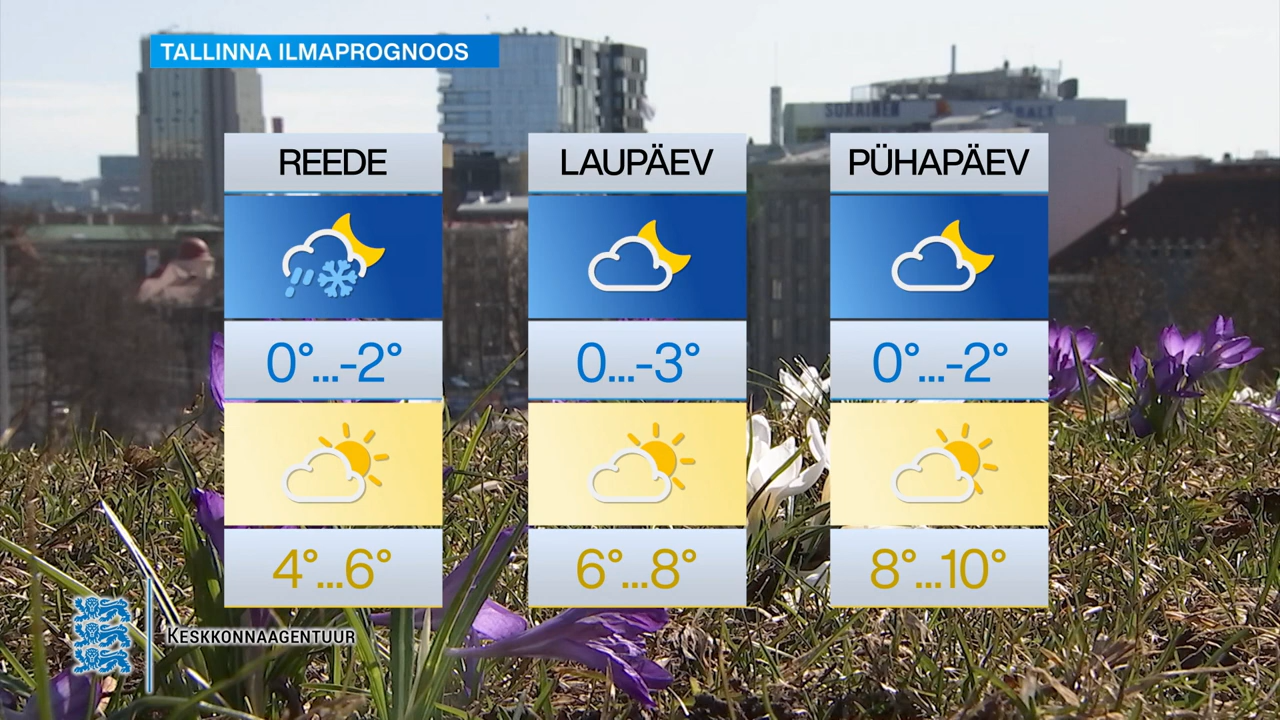 TALLINNA ILMAPROGNOOS
REEDE
LAUPÄEV
PÜHAPÄEV
0°...-2°
0...-3°
0°...-2°
4°...6°
6°...8°
8°...10°
KESKKONNAAGENTUUR